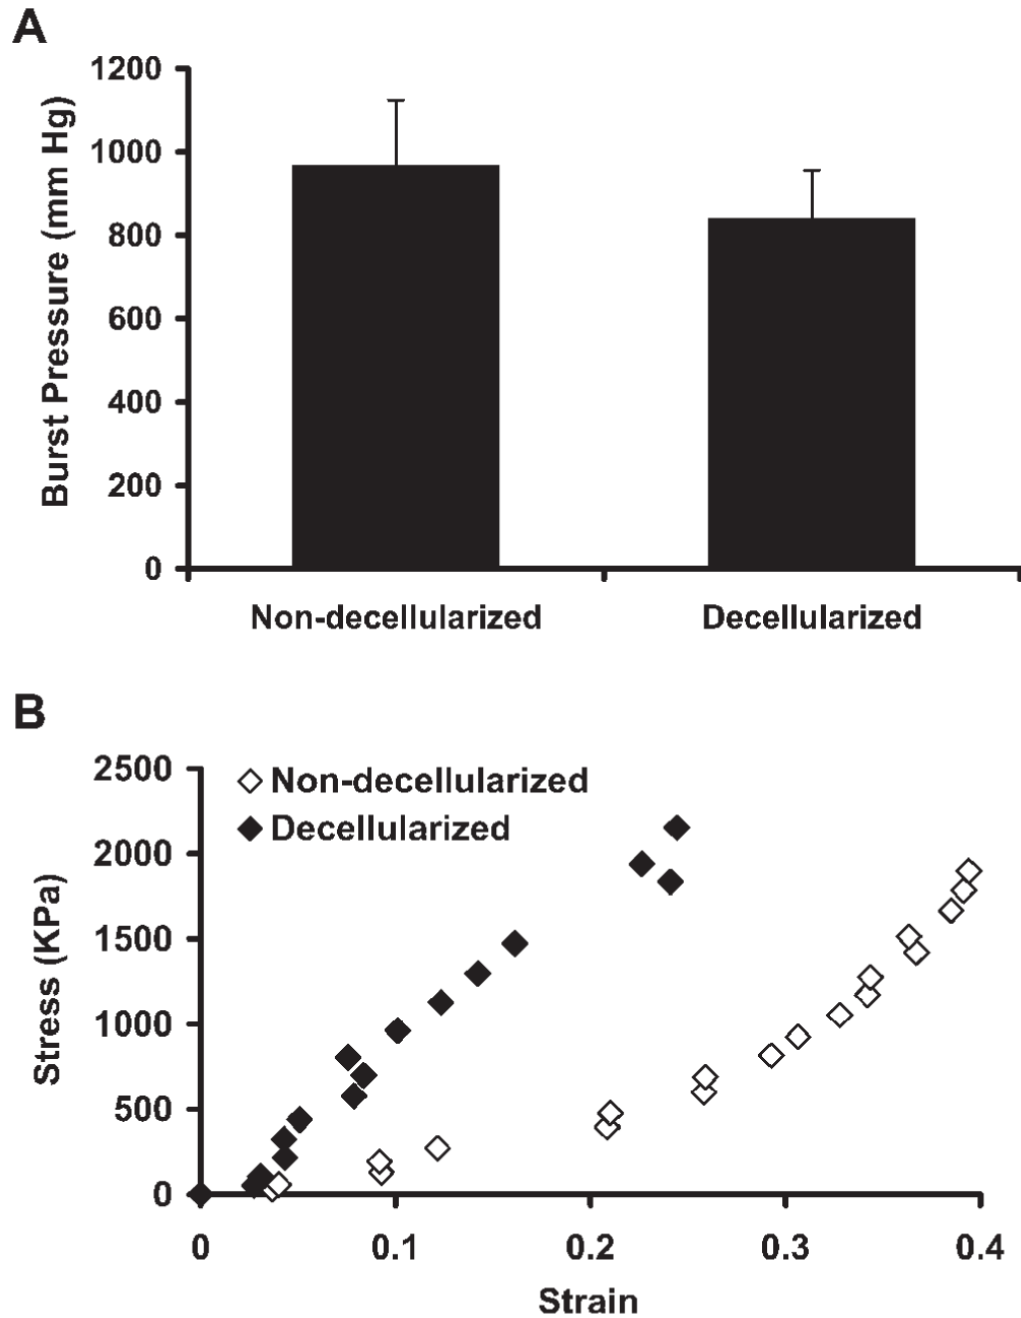 A
1200
1000
800
600
400
200
0
Burst Pressure (mm Hg)
Non-decellularized Decellularized
B
2500
2000
1500
1000
500
0
Stress (KPa)
Non-decellularized
Decellularized
0 0.1 0.2 0.3 0.4
Strain